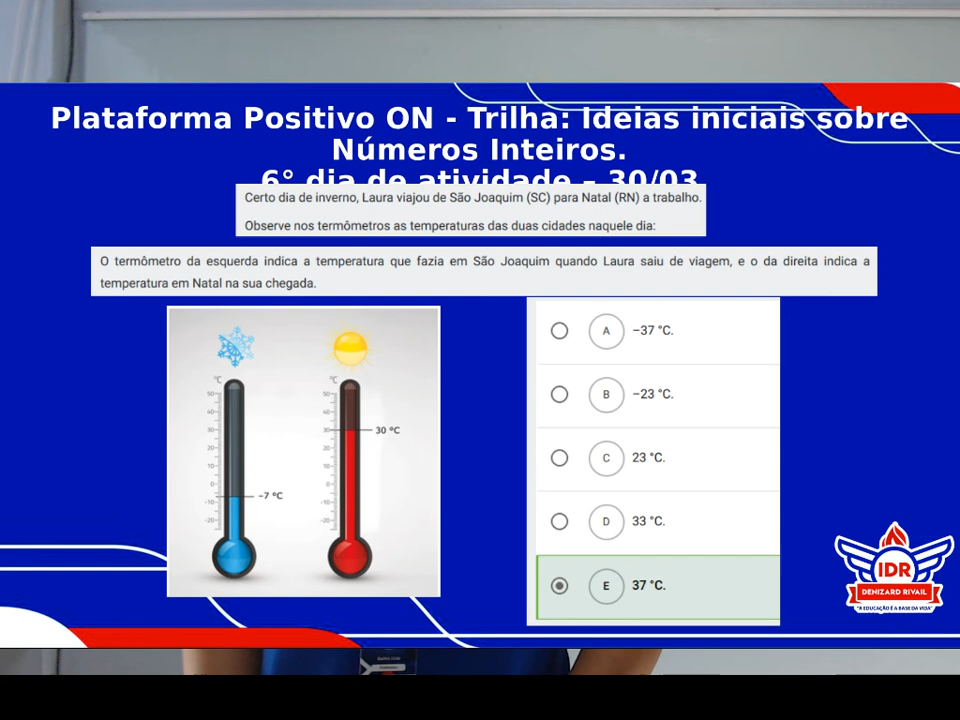 Plataforma Positivo ON - Trilha: Ideias iniciais sobre
Números Inteiros.
6° dia de atividade – 30/03
Certo dia de inverno, Laura viajou de São Joaquim (SC) para Natal (RN) a trabalho.
Observe nos termômetros as temperaturas das duas cidades naquele dia:
O termômetro da esquerda indica a temperatura que fazia em São Joaquim quando Laura saiu de viagem, e o da direita indica a
temperatura em Natal na sua chegada.
°C
50
40
30
20
10
0
-10
-20
-7 °C
°C
50
40
30
20
10
0
-10
-20
30 °C
A −37 °C.
B −23 °C.
C 23 °C.
D 33 °C.
E 37 °C.
IDR
DENIZARD RIVAIL
"A EDUCAÇÃO É A BASE DA VIDA"